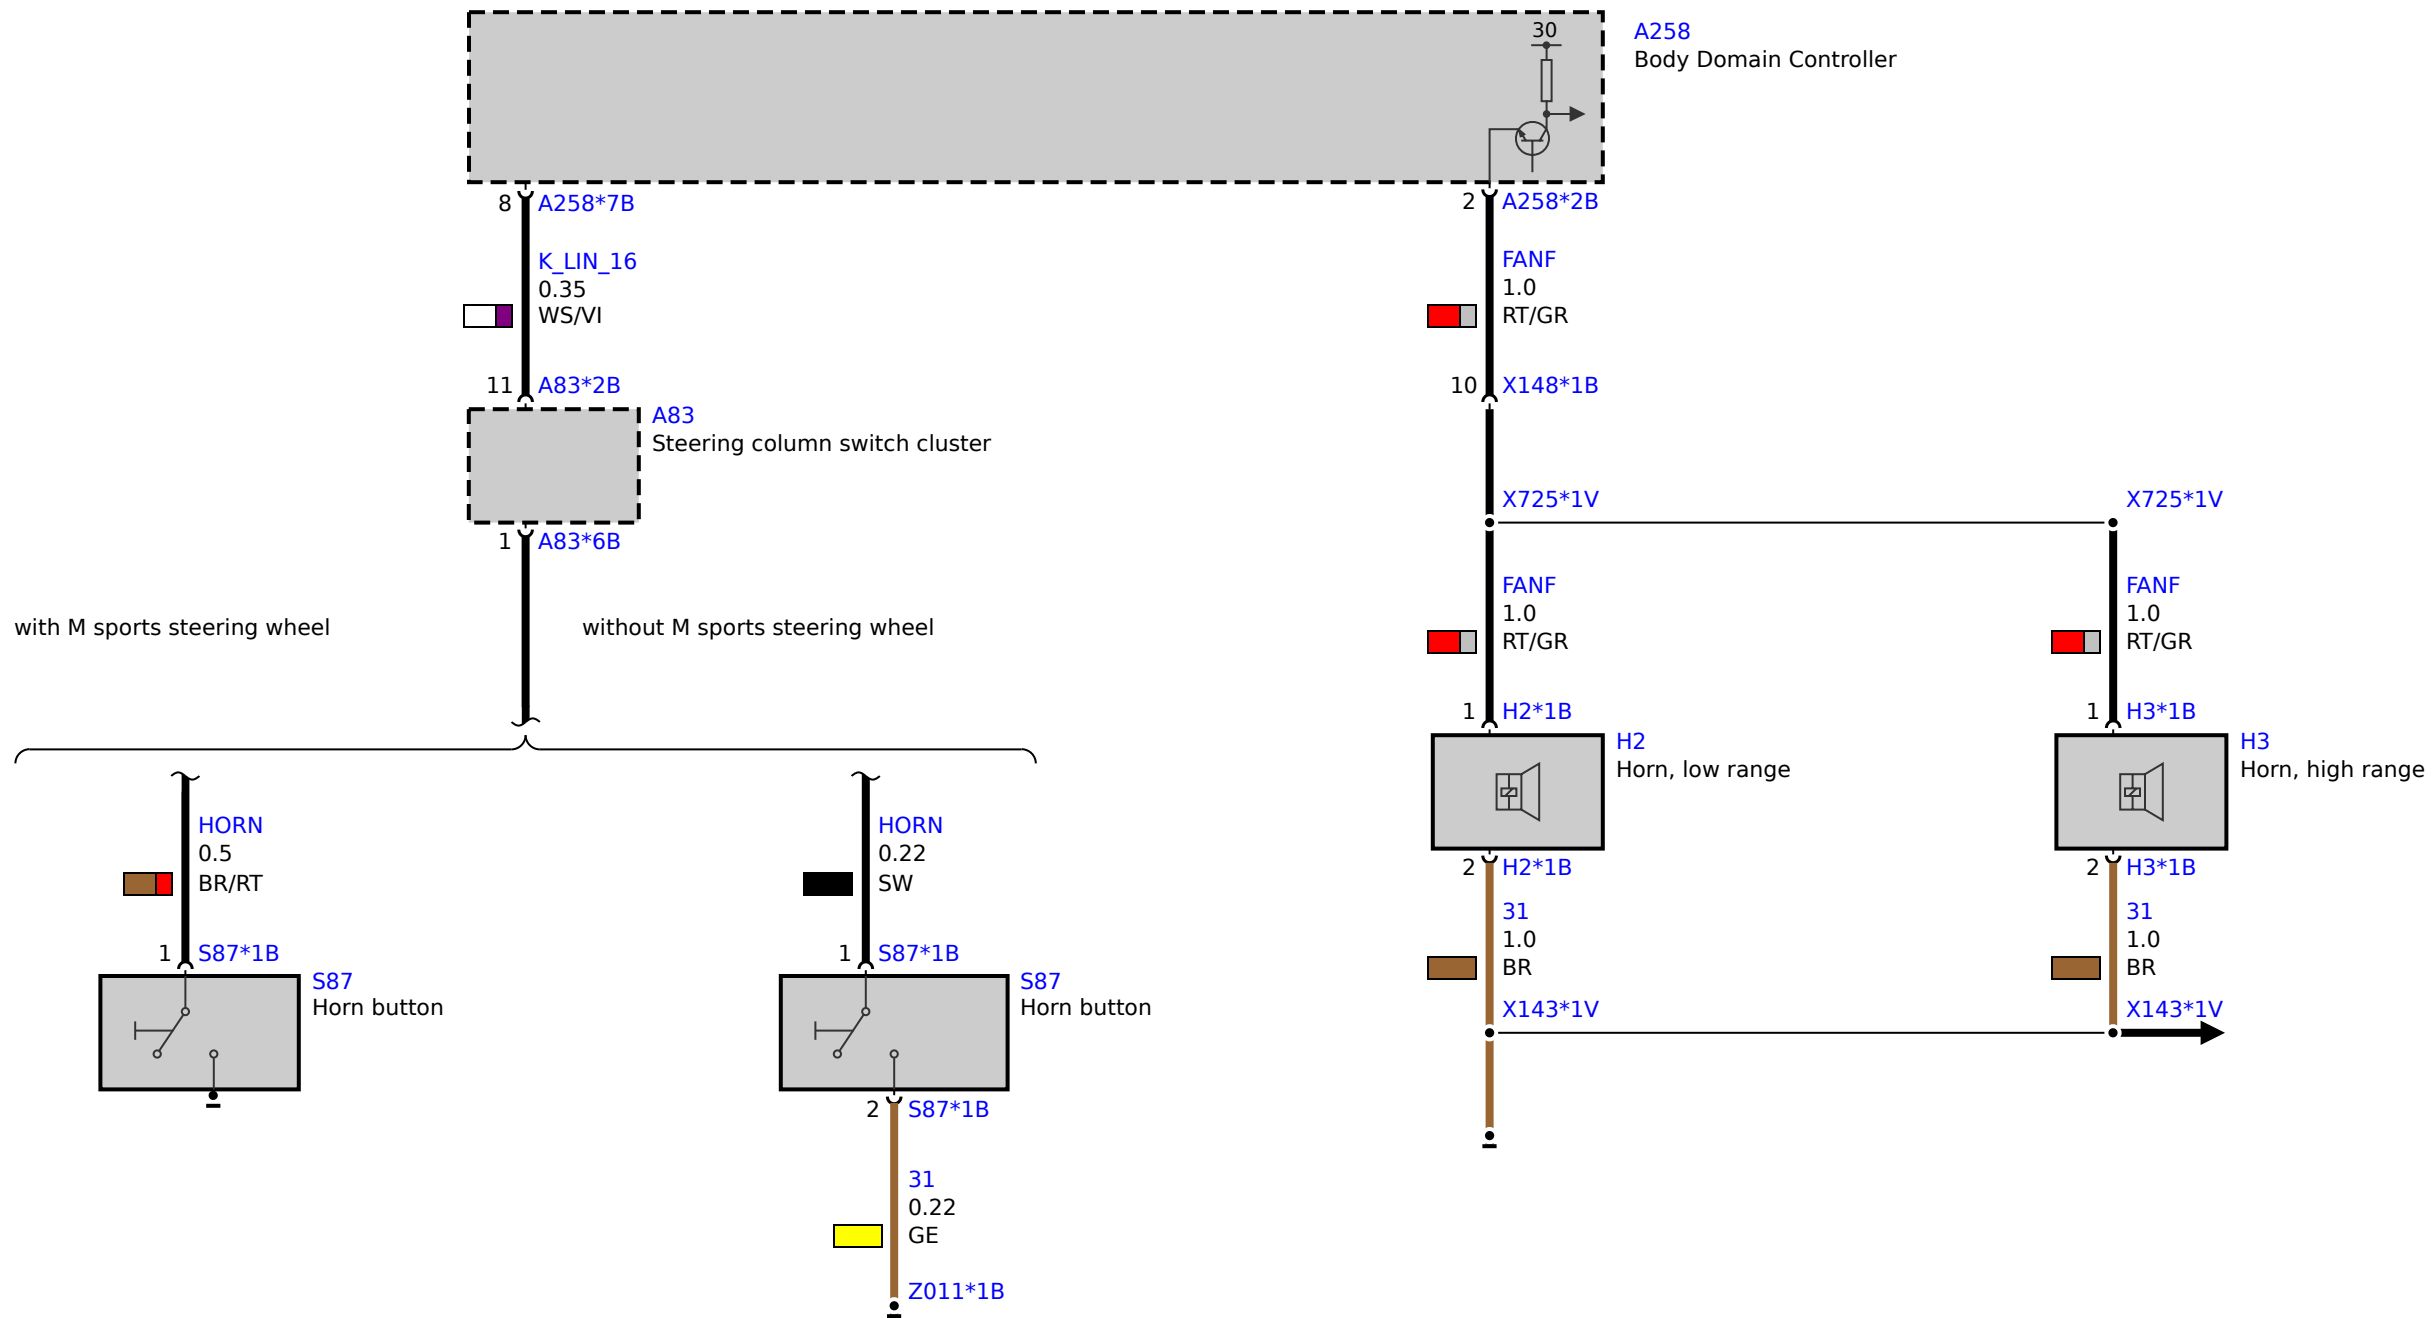 30
A258
Body Domain Controller
8 A258*7B
2 A258*2B
K_LIN_16
0.35
WS/VI
FANF
1.0
RT/GR
11 A83*2B
10 X148*1B
A83
Steering column switch cluster
X725*1V
X725*1V
1 A83*6B
with M sports steering wheel
without M sports steering wheel
FANF
1.0
RT/GR
FANF
1.0
RT/GR
1 H2*1B
1 H3*1B
H2
Horn, low range
H3
Horn, high range
HORN
0.5
BR/RT
HORN
0.22
SW
2 H2*1B
2 H3*1B
31
1.0
BR
31
1.0
BR
1 S87*1B
1 S87*1B
S87
Horn button
S87
Horn button
X143*1V
X143*1V
2 S87*1B
31
0.22
GE
Z011*1B